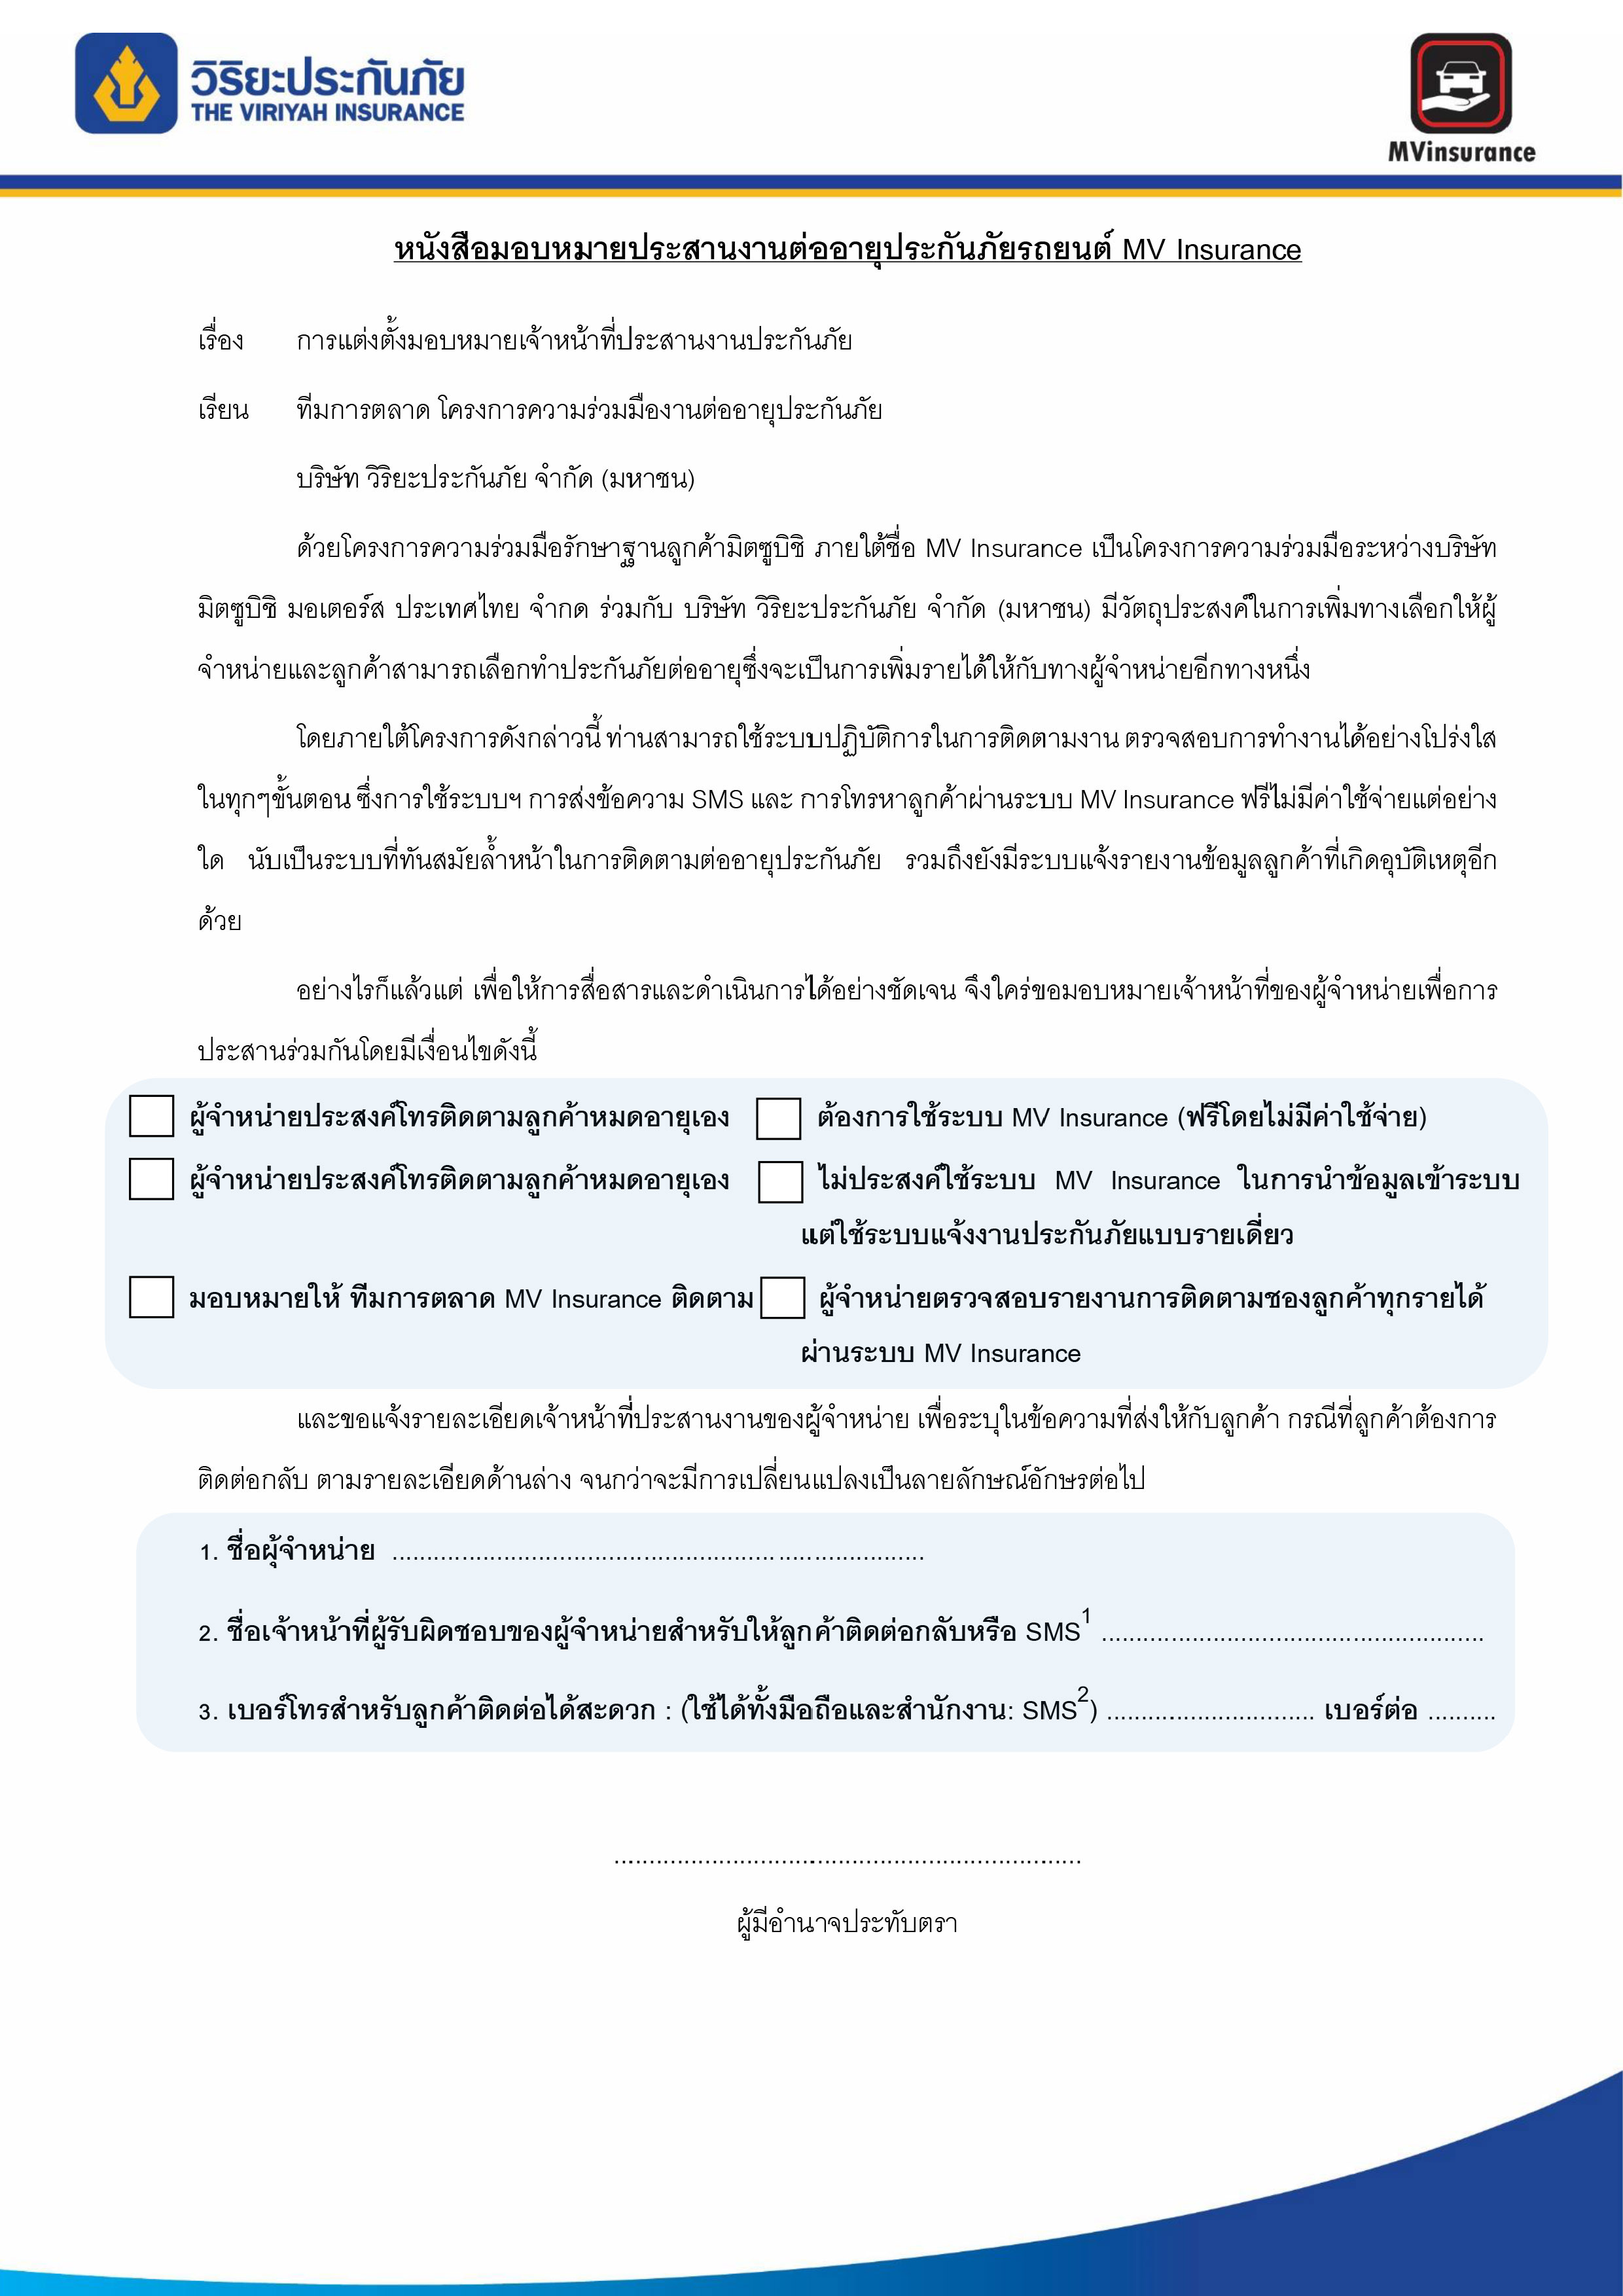 วิริยะประกันภัย
THE VIRIYAH INSURANCE
MVinsurance
หนังสือมอบหมายประสานงานต่ออายุประกันภัยรถยนต์ MV Insurance
เรื่อง การแต่งตั้งมอบหมายเจ้าหน้าที่ประสานงานประกันภัย
เรียน ทีมการตลาด โครงการความร่วมมืองานต่ออายุประกันภัย
บริษัท วิริยะประกันภัย จำกัด (มหาชน)
ด้วยโครงการความร่วมมือรักษาฐานลูกค้ามิตซูบิชิ ภายใต้ชื่อ MV Insurance เป็นโครงการความร่วมมือระหว่างบริษัท
มิตซูบิชิ มอเตอร์ส ประเทศไทย จำกด ร่วมกับ บริษัท วิริยะประกันภัย จำกัด (มหาชน) มีวัตถุประสงค์ในการเพิ่มทางเลือกให้ผู้
จำหน่ายและลูกค้าสามารถเลือกทำประกันภัยต่ออายุซึ่งจะเป็นการเพิ่มรายได้ให้กับทางผู้จำหน่ายอีกทางหนึ่ง
โดยภายใต้โครงการดังกล่าวนี้ ท่านสามารถใช้ระบบปฏิบัติการในการติดตามงาน ตรวจสอบการทำงานได้อย่างโปร่งใส
ในทุกๆขั้นตอน ซึ่งการใช้ระบบฯ การส่งข้อความ SMS และ การโทรหาลูกค้าผ่านระบบ MV Insurance ฟรีไม่มีค่าใช้จ่ายแต่อย่าง
ใด นับเป็นระบบที่ทันสมัยล้ำหน้าในการติดตามต่ออายุประกันภัย รวมถึงยังมีระบบแจ้งรายงานข้อมูลลูกค้าที่เกิดอุบัติเหตุอีก
ด้วย
อย่างไรก็แล้วแต่ เพื่อให้การสื่อสารและดำเนินการได้อย่างชัดเจน จึงใคร่ขอมอบหมายเจ้าหน้าที่ของผู้จำหน่ายเพื่อการ
ประสานร่วมกันโดยมีเงื่อนไขดังนี้
ผู้จำหน่ายประสงค์โทรติดตามลูกค้าหมดอายุเอง ต้องการใช้ระบบ MV Insurance (ฟรีโดยไม่มีค่าใช้จ่าย)
ผู้จำหน่ายประสงค์โทรติดตามลูกค้าหมดอายุเอง ไม่ประสงค์ใช้ระบบ MV Insurance ในการนำข้อมูลเข้าระบบ
แต่ใช้ระบบแจ้งงานประกันภัยแบบรายเดี่ยว
มอบหมายให้ ทีมการตลาด MV Insurance ติดตาม ผู้จำหน่ายตรวจสอบรายงานการติดตามชองลูกค้าทุกรายได้
ผ่านระบบ MV Insurance
และขอแจ้งรายละเอียดเจ้าหน้าที่ประสานงานของผู้จำหน่าย เพื่อระบุในข้อความที่ส่งให้กับลูกค้า กรณีที่ลูกค้าต้องการ
ติดต่อกลับ ตามรายละเอียดด้านล่าง จนกว่าจะมีการเปลี่ยนแปลงเป็นลายลักษณ์อักษรต่อไป
1. ชื่อผุ้จำหน่าย ............................................................................
2. ชื่อเจ้าหน้าที่ผู้รับผิดชอบของผู้จำหน่ายสำหรับให้ลูกค้าติดต่อกลับหรือ SMS1 .......................................................
3. เบอร์โทรสำหรับลูกค้าติดต่อได้สะดวก : (ใช้ได้ทั้งมือถือและสำนักงาน: SMS2) .............................. เบอร์ต่อ ..........
...................................................................
ผู้มีอำนาจประทับตรา